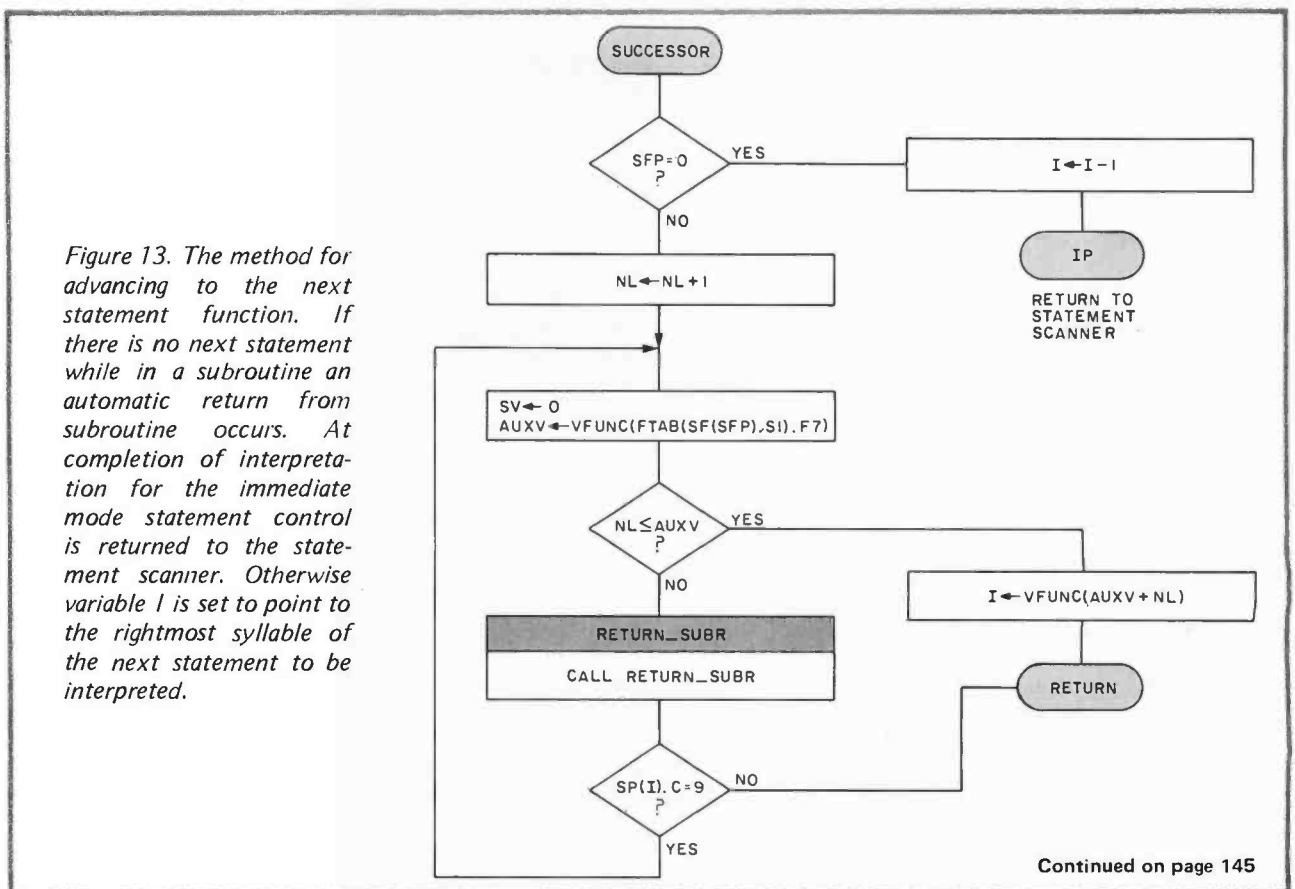 SUCCESSOR
SFP=0
?
YES
NO
I←I-1
IP
RETURN TO
STATEMENT
SCANNER
NL←NL+1
SV←0
AUXV←VFUNC(FTAB(SF(SFP),S1).F7)
NL≤AUXV
?
YES
NO
I←VFUNC(AUXV+NL)
RETURN_SUBR
CALL RETURN_SUBR
RETURN
SP(I).C=9
?
NO
YES
Figure 13. The method for
advancing to the next
statement function. If
there is no next statement
while in a subroutine an
automatic return from
subroutine occurs. At
completion of interpreta-
tion for the immediate
mode statement control
is returned to the state-
ment scanner. Otherwise
variable I is set to point to
the rightmost syllable of
the next statement to be
interpreted.
Continued on page 145